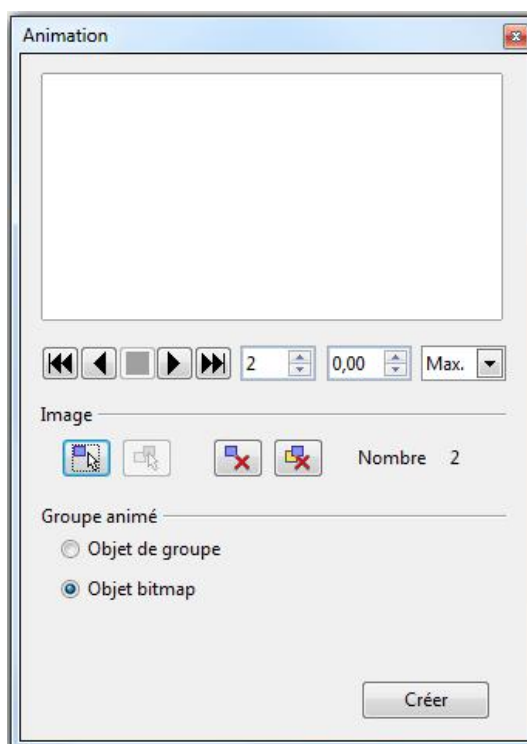 Animation
2 0,00 Max.
Image
Nombre 2
Groupe animé
Objet de groupe
Objet bitmap
Créer